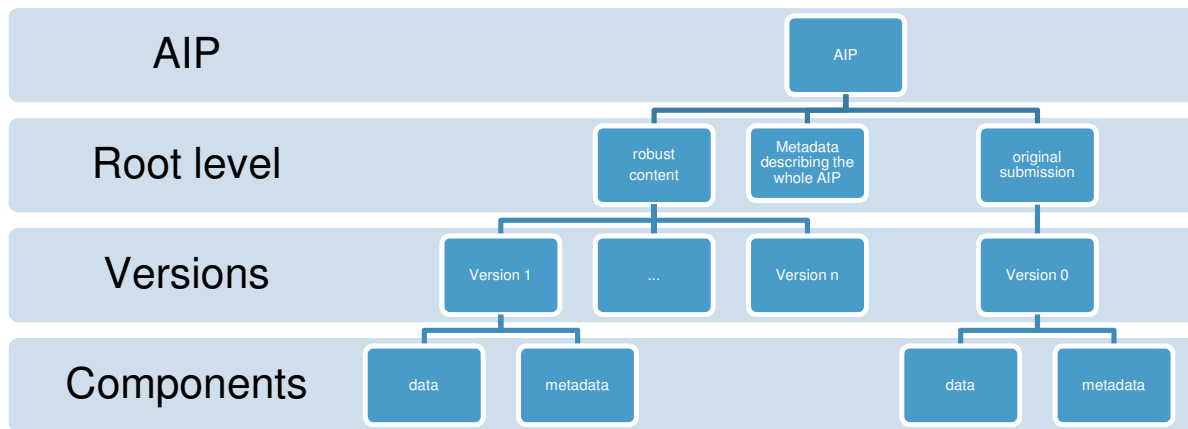 AIP
AIP
Root level
robust
content
Metadata
describing the
whole AIP
original
submission
Versions
Version 1
...
Version n
Version 0
Components
data
metadata
data
metadata